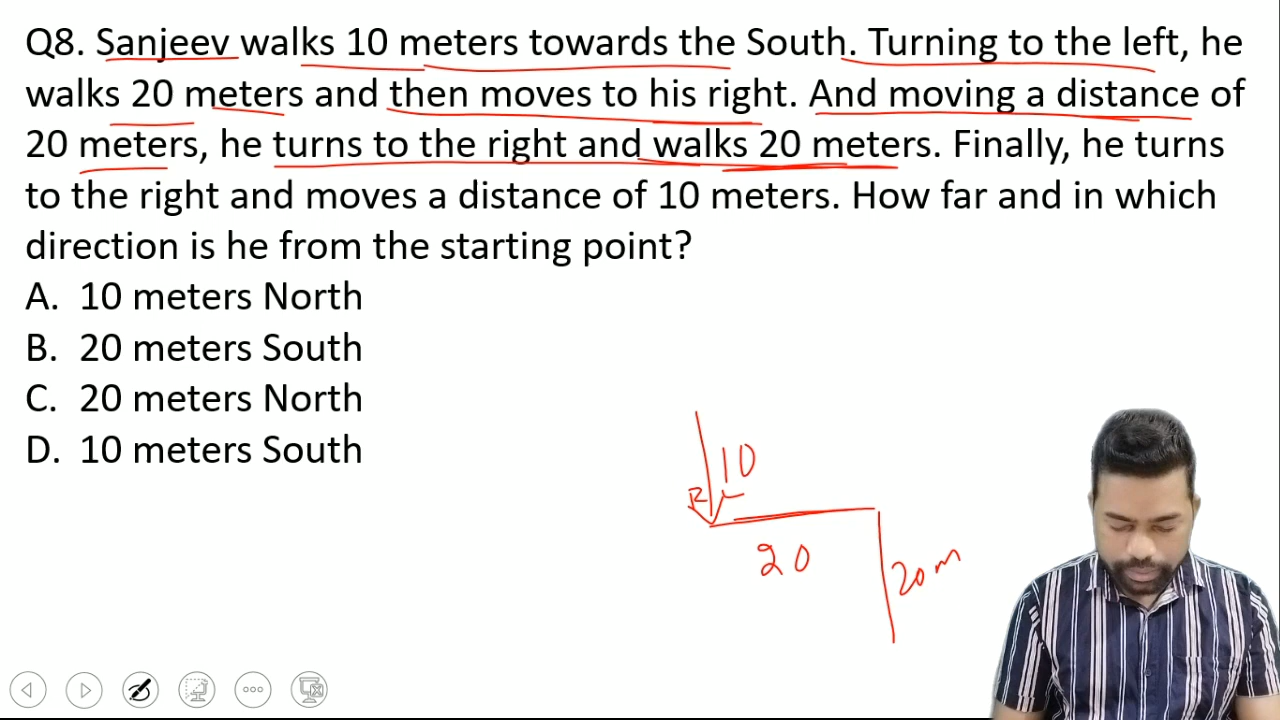 Q8. Sanjeev walks 10 meters towards the South. Turning to the left, he
walks 20 meters and then moves to his right. And moving a distance of
20 meters, he turns to the right and walks 20 meters. Finally, he turns
to the right and moves a distance of 10 meters. How far and in which
direction is he from the starting point?
A. 10 meters North
B. 20 meters South
C. 20 meters North
D. 10 meters South
10
R L
20
20m